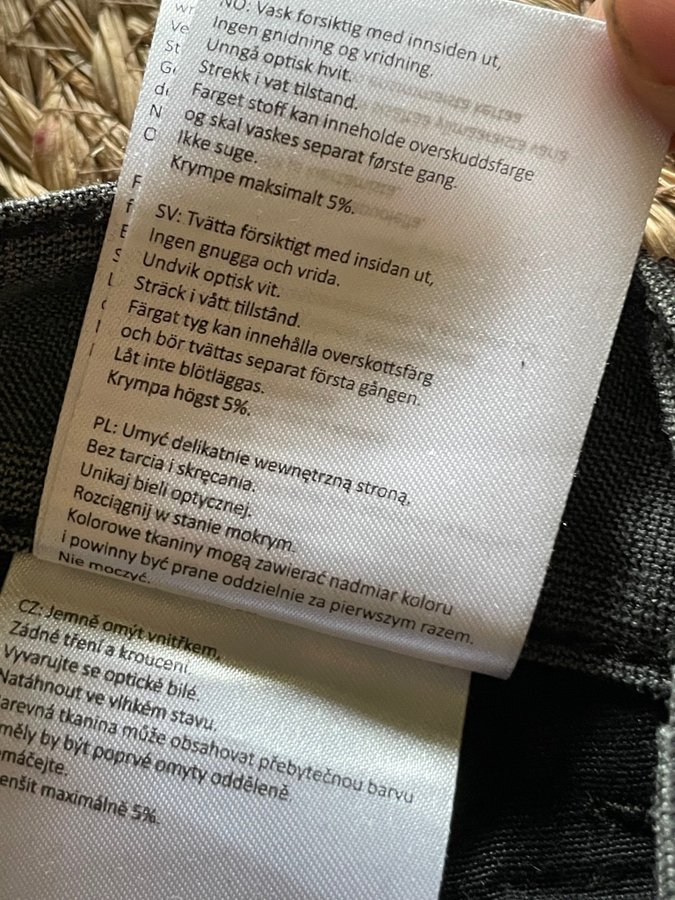 NO: Vask forsiktig med innsiden ut,
Ingen gnidning og vridning.
Unngå optisk hvit.
Strekk i vat tilstand.
Farget stoff kan inneholde overskuddsfarge
og skal vaskes separat første gang.
Ikke suge.
Krympe maksimalt 5%.
SV: Tvätta försiktigt med insidan ut,
Ingen gnugga och vrida.
Undvik optisk vit.
Sträck i vått tillstånd.
Färgat tyg kan innehålla overskottsfärg
och bör tvättas separat första gången.
Låt inte blötläggas.
Krympa högst 5%.
PL: Umyć delikatnie wewnętrzną stroną,
Bez tarcia i skręcania.
Unikaj bieli optycznej.
Rozciągnij w stanie mokrym.
Kolorowe tkaniny mogą zawierać nadmiar koloru
i powinny być prane oddzielnie za pierwszym razem.
Nie moczyć.
CZ: Jemně omýt vnitřkem,
Žádné tření a kroucení.
Vyvarujte se optické bílé.
Natáhnout ve vlhkém stavu.
arevná tkanina může obsahovat přebytečnou barvu
měly by být poprvé omyty odděleně.
máčejte.
enšit maximálně 5%.